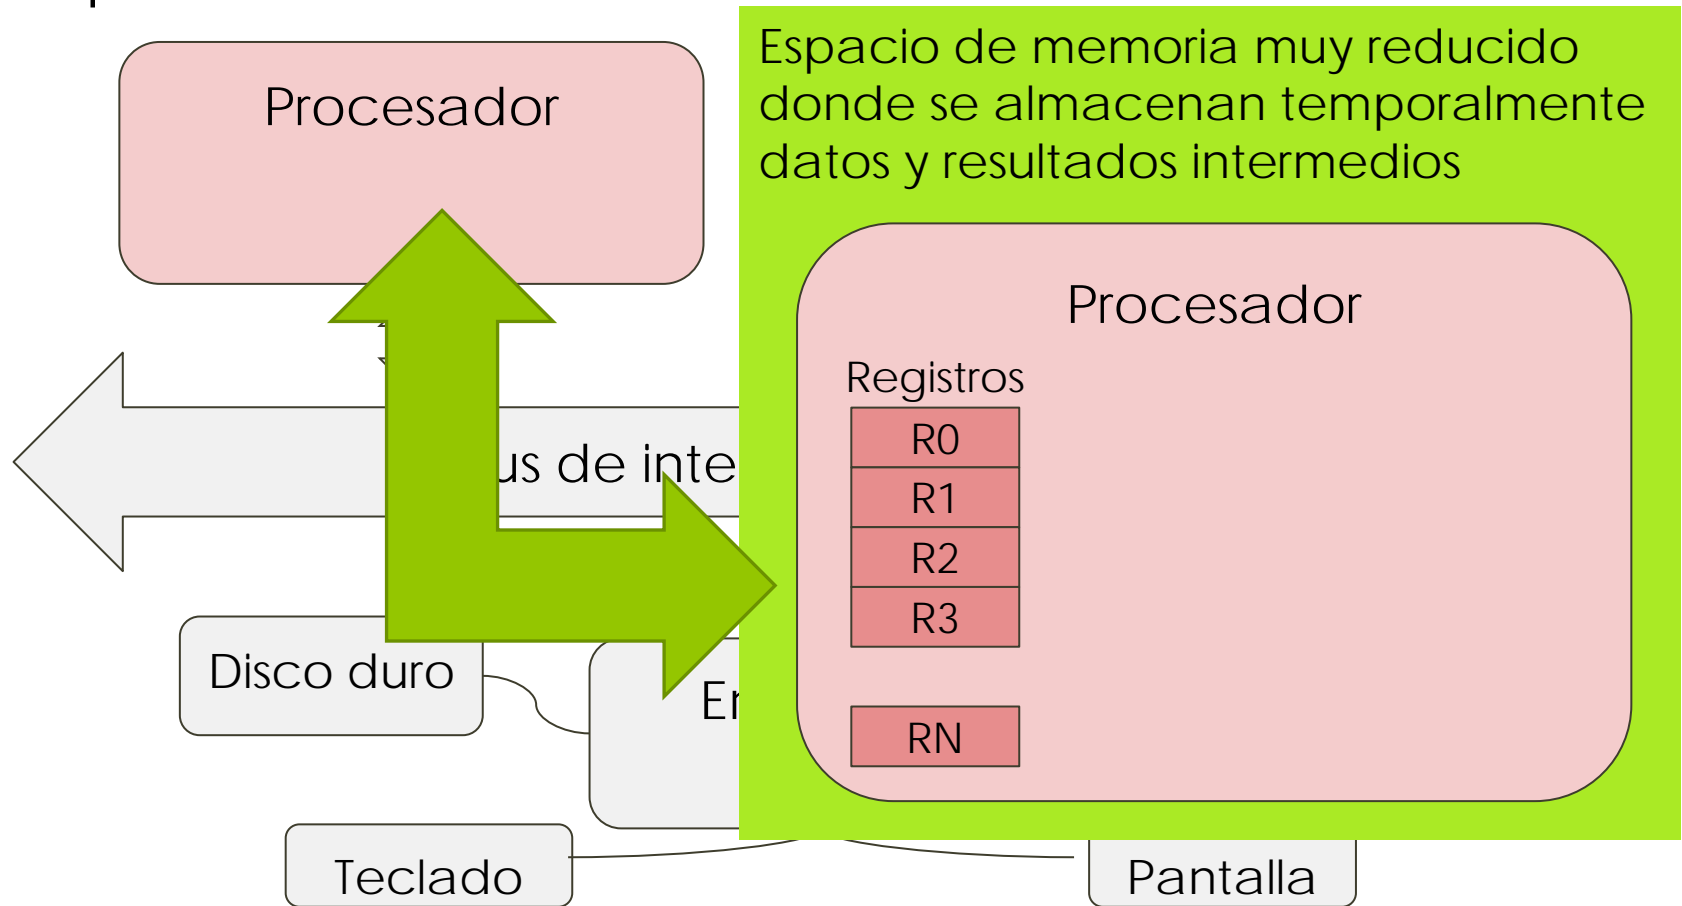 Procesador
Espacio de memoria muy reducido
donde se almacenan temporalmente
datos y resultados intermedios
Procesador
Registros
R0
R1
R2
R3
RN
us de inte
Disco duro
Teclado
Pantalla